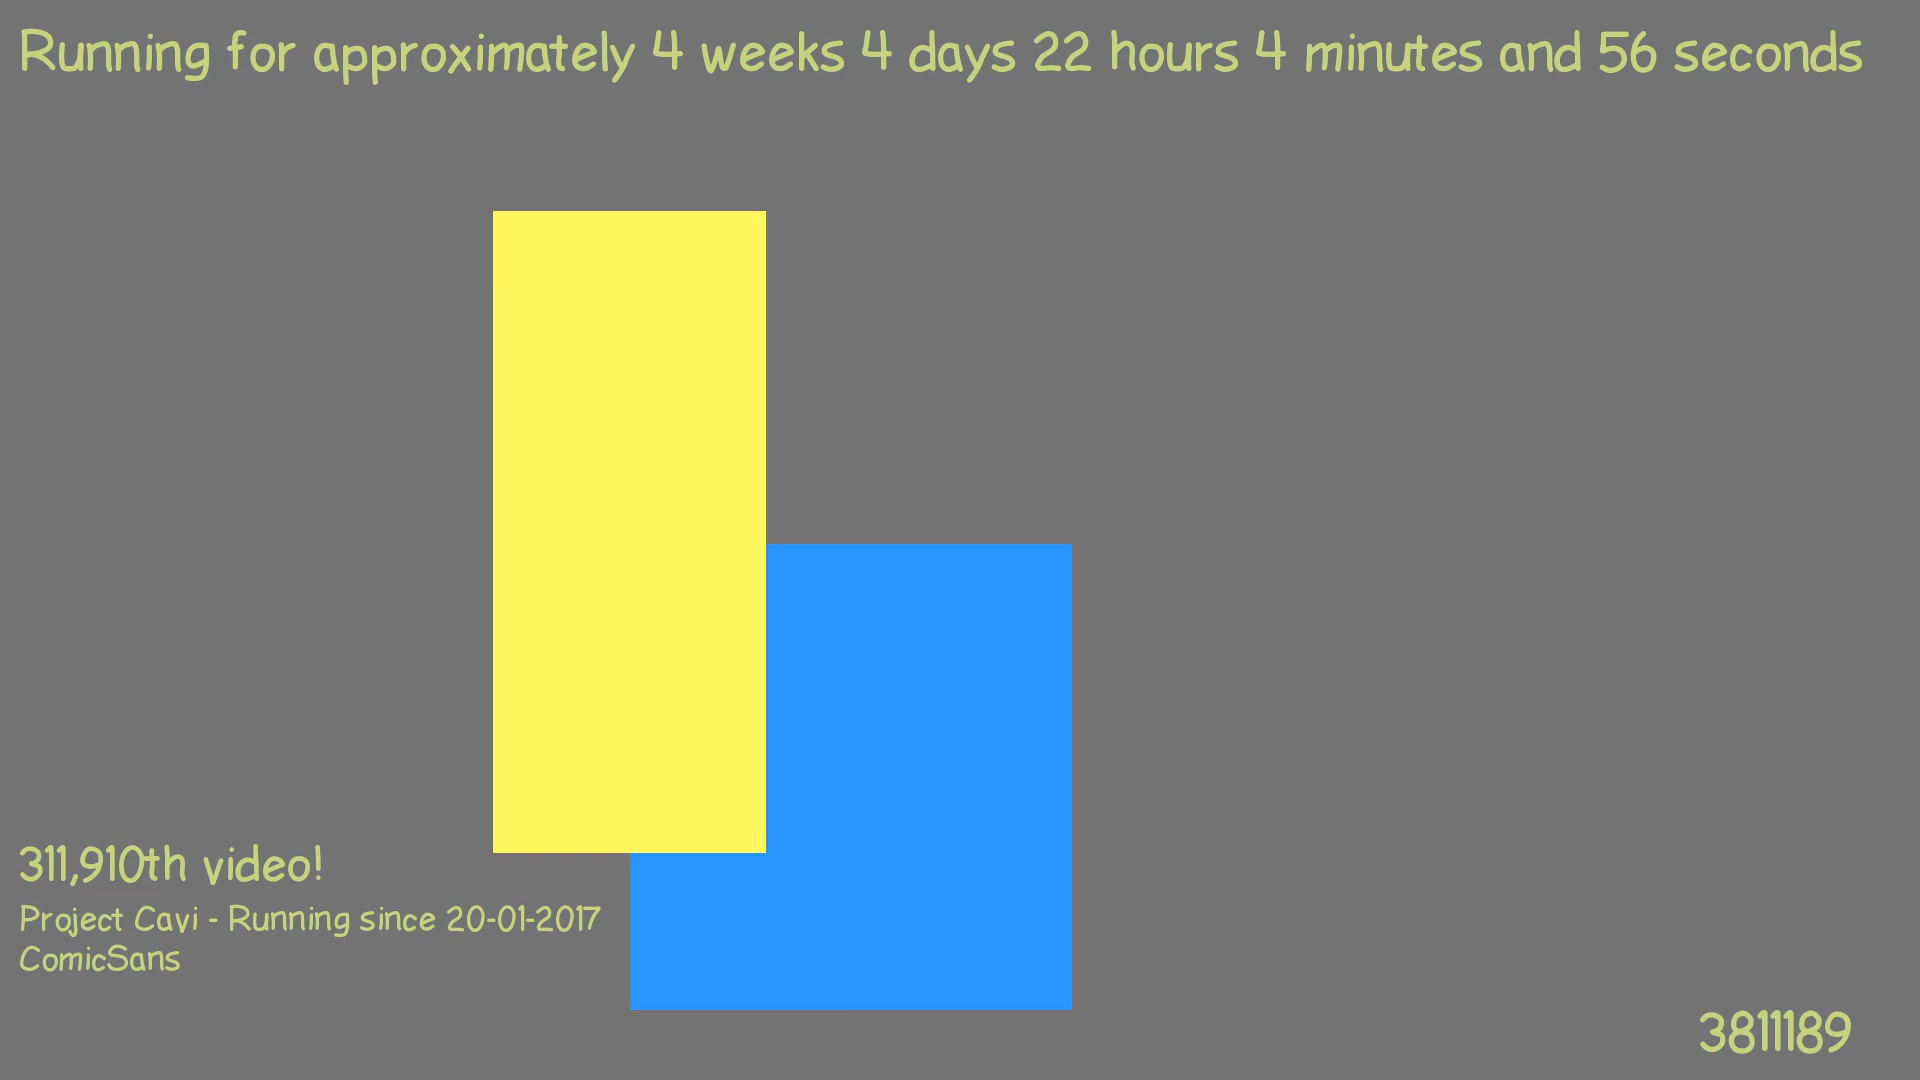 Running for approximately 4 weeks 4 days 22 hours 4 minutes and 56 seconds
311,910th video!
Project Cavi - Running since 20-01-2017
ComicSans
3811189